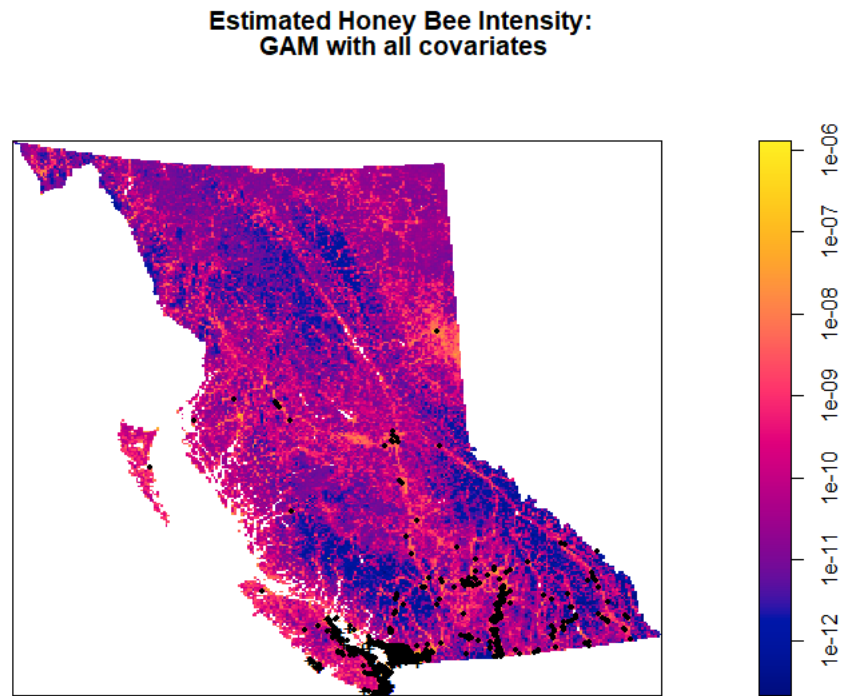 Estimated Honey Bee Intensity:
GAM with all covariates
1e-06
1e-07
1e-08
1e-09
1e-10
1e-11
1e-12